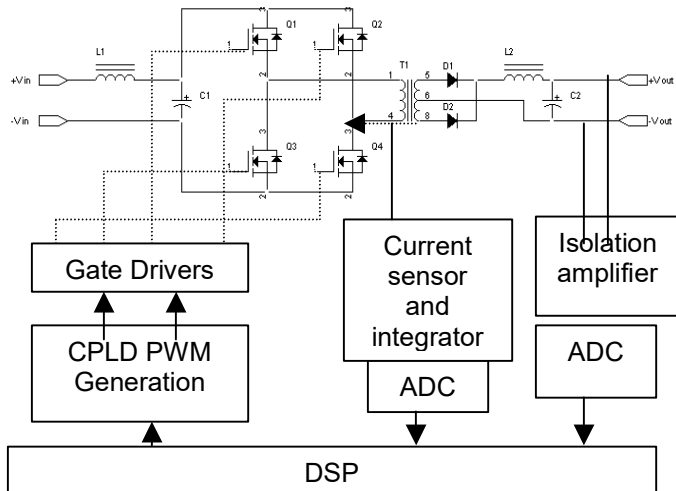 3
3
Q1
Q2
1
1
L1
T1
D1
L2
+Vin
2
2
1
5
+Vout
C1
6
C2
-Vin
3
3
4
8
D2
-Vout
Q3
Q4
1
1
2
2
Gate Drivers
Current
sensor
and
integrator
Isolation
amplifier
CPLD PWM
Generation
ADC
ADC
DSP